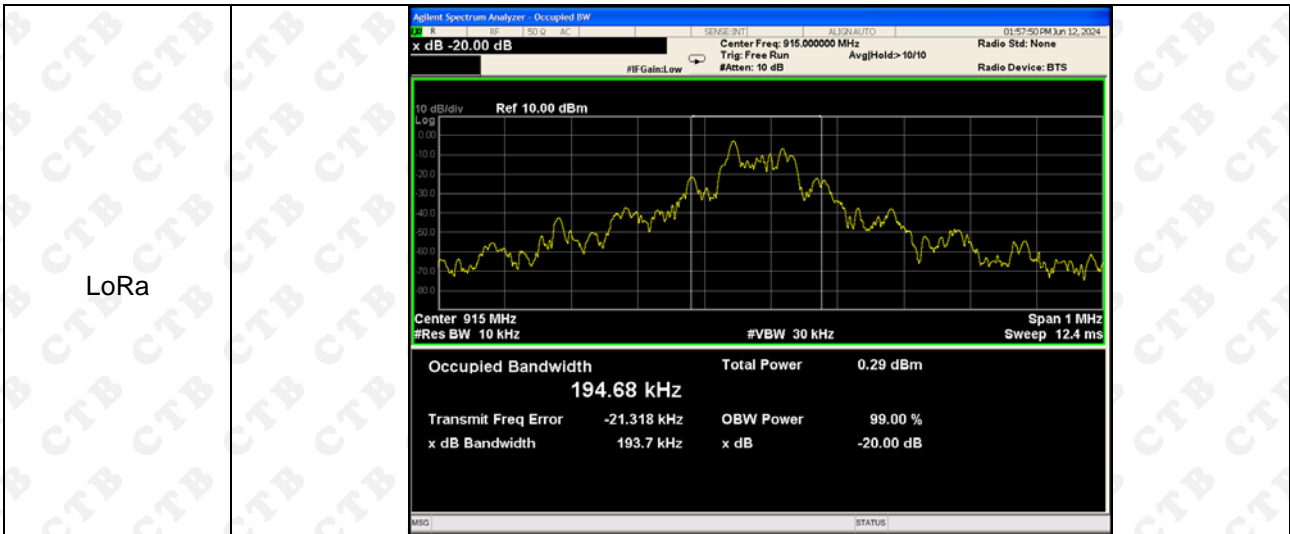 LoRa
Agilent Spectrum Analyzer - Occupied BW
R RF 50 Ω AC SENSE:INT ALIGN AUTO 01:57:50 PM Jun 12, 2024
x dB -20.00 dB Center Freq: 915.000000 MHz Radio Std: None
Trig: Free Run Avg|Hold:> 10/10
#IFGain:Low #Atten: 10 dB Radio Device: BTS
10 dB/div Ref 10.00 dBm
Log
0.00
-10.0
-20.0
-30.0
-40.0
-50.0
-60.0
-70.0
-80.0
Center 915 MHz Span 1 MHz
#Res BW 10 kHz #VBW 30 kHz Sweep 12.4 ms
Occupied Bandwidth Total Power 0.29 dBm
194.68 kHz
Transmit Freq Error -21.318 kHz OBW Power 99.00 %
x dB Bandwidth 193.7 kHz x dB -20.00 dB
MSG STATUS